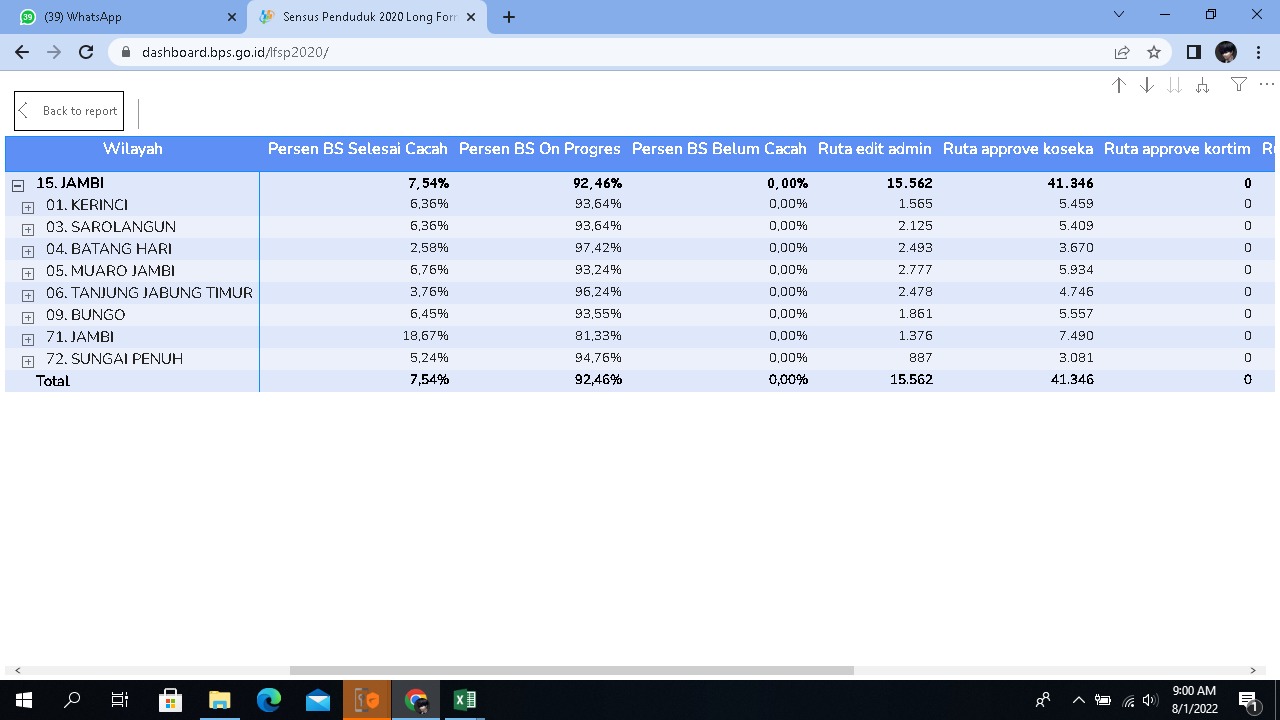 39 (39) WhatsApp
Sensus Penduduk 2020 Long Forr
dashboard.bps.go.id/lfsp2020/
Back to report
Wilayah Persen BS Selesai Cacah Persen BS On Progres Persen BS Belum Cacah Ruta edit admin Ruta approve koseka Ruta approve kortim
15. JAMBI 7,54% 92,46% 0,00% 15.562 41.346 0
01. KERINCI 6,36% 93,64% 0,00% 1.565 5.459 0
03. SAROLANGUN 6,36% 93,64% 0,00% 2.125 5.409 0
04. BATANG HARI 2,58% 97,42% 0,00% 2.493 3.670 0
05. MUARO JAMBI 6,76% 93,24% 0,00% 2.777 5.934 0
06. TANJUNG JABUNG TIMUR 3,76% 96,24% 0,00% 2.478 4.746 0
09. BUNGO 6,45% 93,55% 0,00% 1.861 5.557 0
71. JAMBI 18,67% 81,33% 0,00% 1.376 7.490 0
72. SUNGAI PENUH 5,24% 94,76% 0,00% 887 3.081 0
Total 7,54% 92,46% 0,00% 15.562 41.346 0
9:00 AM
8/1/2022
1